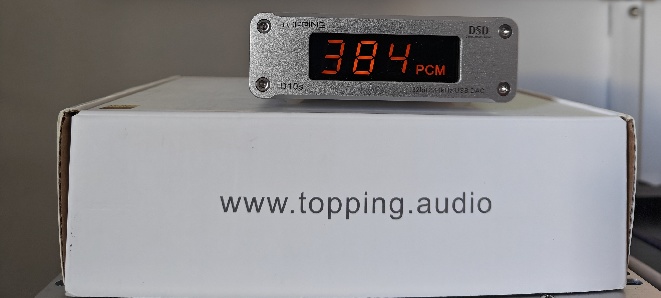 TOPPING
DSD
384 PCM
D10s
www.topping.audio